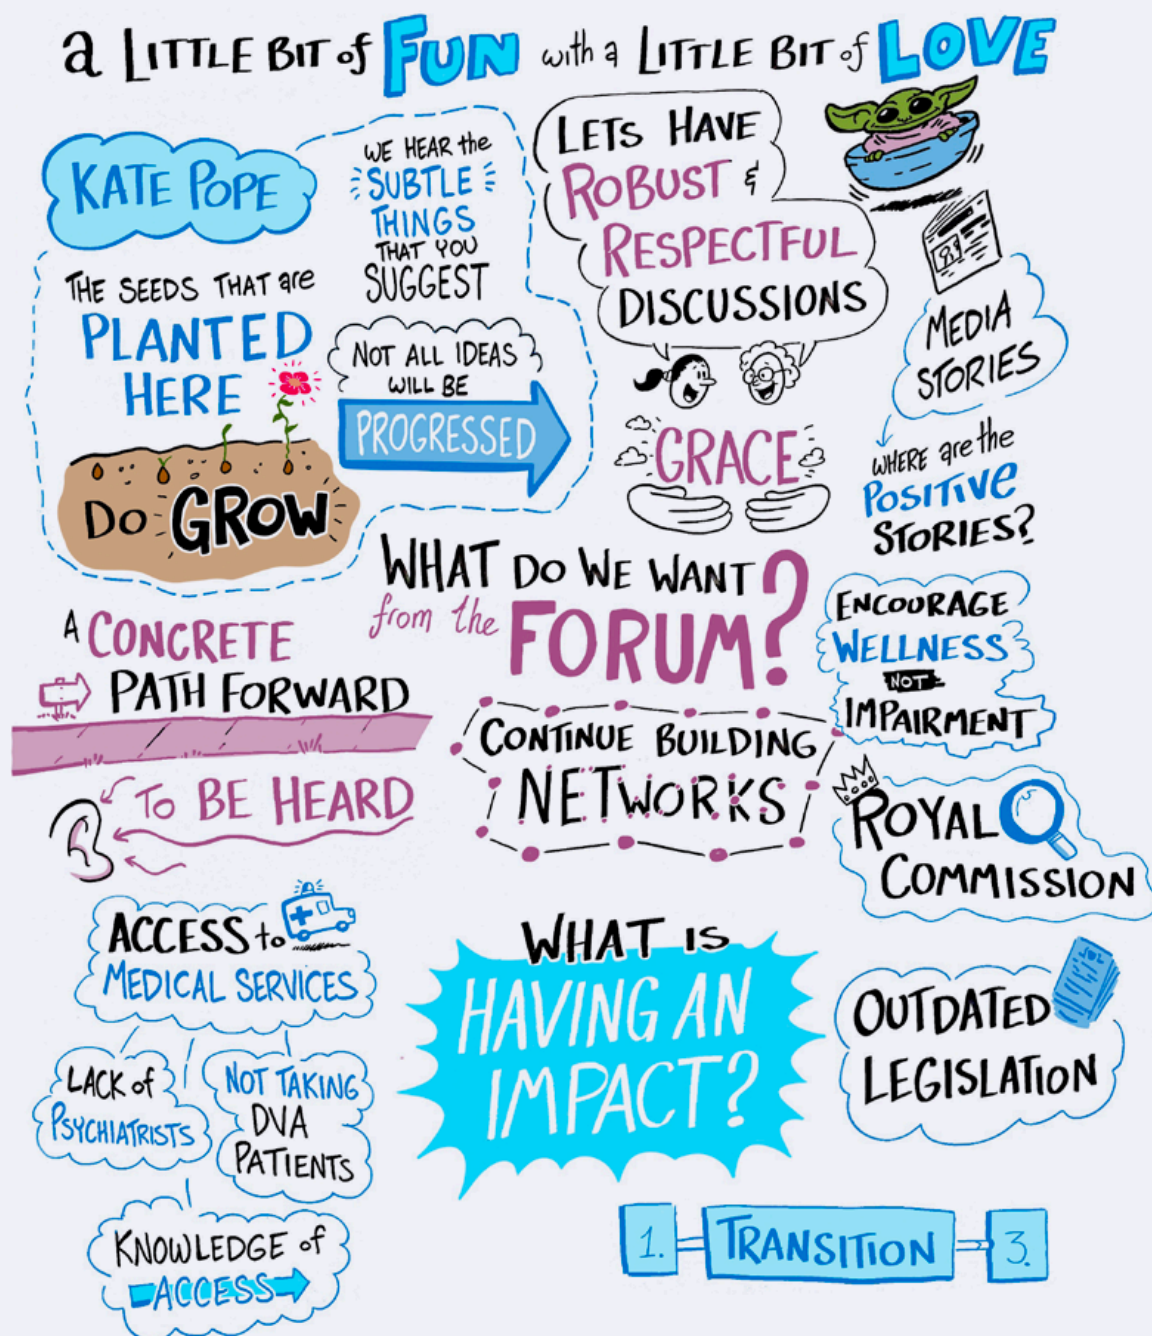 a LITTLE BIT of FUN with a LITTLE BIT of LOVE
KATE POPE
THE SEEDS THAT are
PLANTED
HERE
DO GROW
WE HEAR the
SUBTLE
THINGS
THAT YOU
SUGGEST
NOT ALL IDEAS
WILL BE
PROGRESSED
LETS HAVE
ROBUST &
RESPECTFUL
DISCUSSIONS
GRACE
MEDIA
STORIES
WHERE are the
POSITIVE
STORIES?
WHAT DO WE WANT
from the FORUM?
A CONCRETE
PATH FORWARD
TO BE HEARD
CONTINUE BUILDING
NETWORKS
ENCOURAGE
WELLNESS
NOT
IMPAIRMENT
ROYAL
COMMISSION
WHAT IS
HAVING AN
IMPACT?
ACCESS to
MEDICAL SERVICES
LACK of
PSYCHIATRISTS
NOT TAKING
DVA
PATIENTS
KNOWLEDGE of
ACCESS
OUTDATED
LEGISLATION
1. TRANSITION 3.